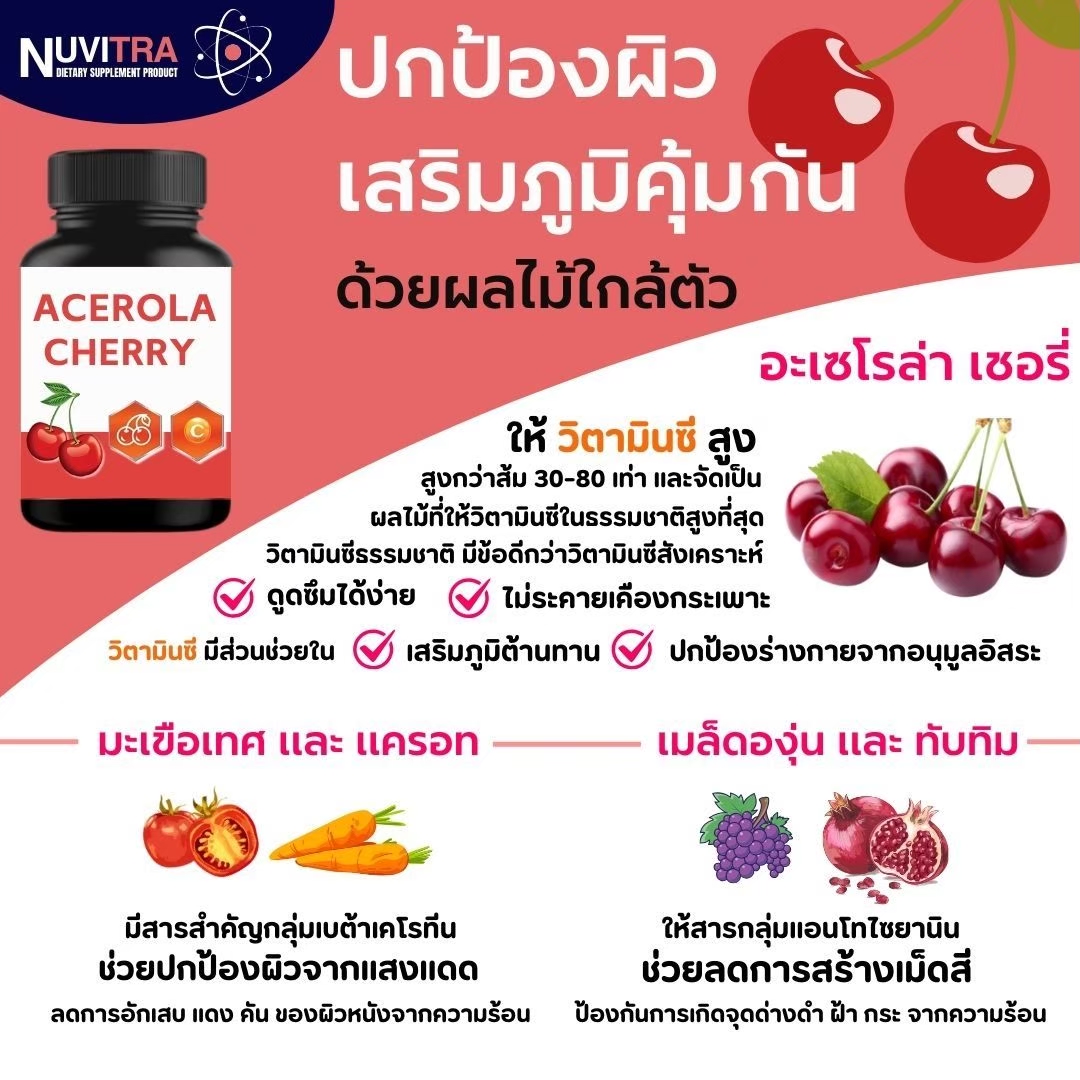 NUVITRA
DIETARY SUPPLEMENT PRODUCT
ปกป้องผิว
เสริมภูมิคุ้มกัน
ด้วยผลไม้ใกล้ตัว
ACEROLA
CHERRY
C
อะเซโรล่า เชอรี่
ให้ วิตามินซี สูง
สูงกว่าส้ม 30-80 เท่า และจัดเป็น
ผลไม้ที่ให้วิตามินซีในธรรมชาติสูงที่สุด
วิตามินซีธรรมชาติ มีข้อดีกว่าวิตามินซีสังเคราะห์
ดูดซึมได้ง่าย ไม่ระคายเคืองกระเพาะ
วิตามินซี มีส่วนช่วยใน เสริมภูมิต้านทาน ปกป้องร่างกายจากอนุมูลอิสระ
มะเขือเทศ และ แครอท
มีสารสำคัญกลุ่มเบต้าเคโรทีน
ช่วยปกป้องผิวจากแสงแดด
ลดการอักเสบ แดง คัน ของผิวหนังจากความร้อน
เมล็ดองุ่น และ ทับทิม
ให้สารกลุ่มแอนโทไซยานิน
ช่วยลดการสร้างเม็ดสี
ป้องกันการเกิดจุดด่างดำ ฝ้า กระ จากความร้อน